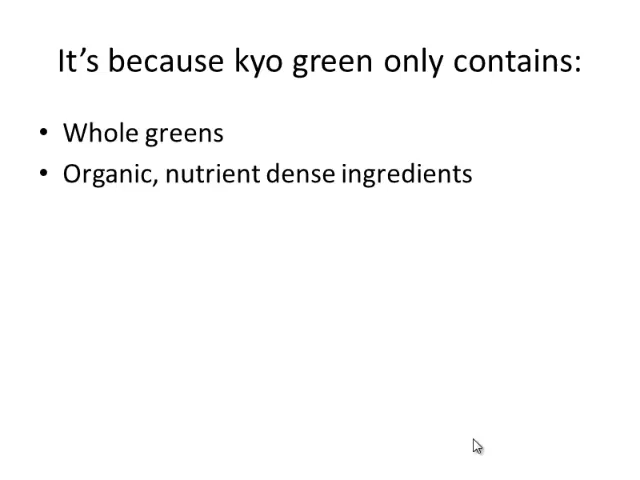 It’s because kyo green only contains:
• Whole greens
• Organic, nutrient dense ingredients